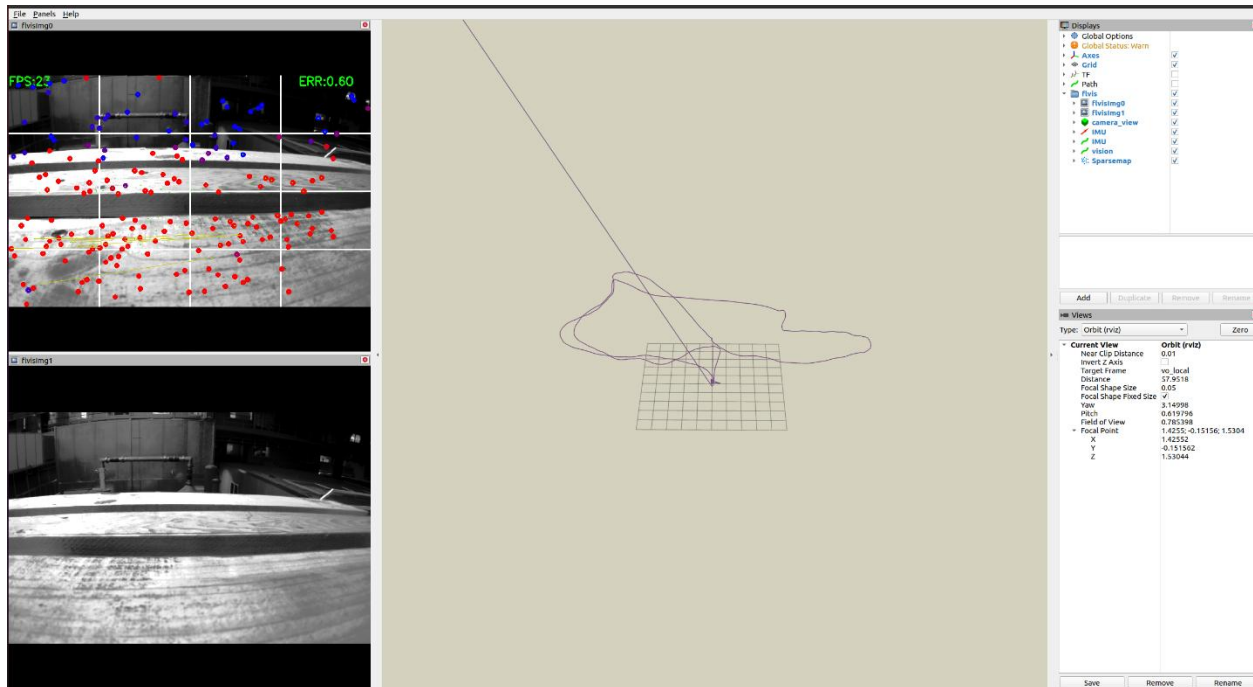 File Panels Help
flvisImg0
FPS:23 ERR:0.60
flvisImg1
Displays
Global Options
Global Status: Warn
Axes
Grid
TF
Path
flvis
flvisImg0
flvisImg1
camera_view
IMU
IMU
vision
Sparsemap
Add Duplicate Remove Rename
Views
Type: Orbit (rviz) Zero
Current View Orbit (rviz)
Near Clip Distance 0.01
Invert Z Axis
Target Frame vo_local
Distance 57.9518
Focal Shape Size 0.05
Focal Shape Fixed Size
Yaw 3.14998
Pitch 0.619796
Field of View 0.785398
Focal Point 1.4255; -0.15156; 1.5304
X 1.42552
Y -0.151562
Z 1.53044
Save Remove Rename